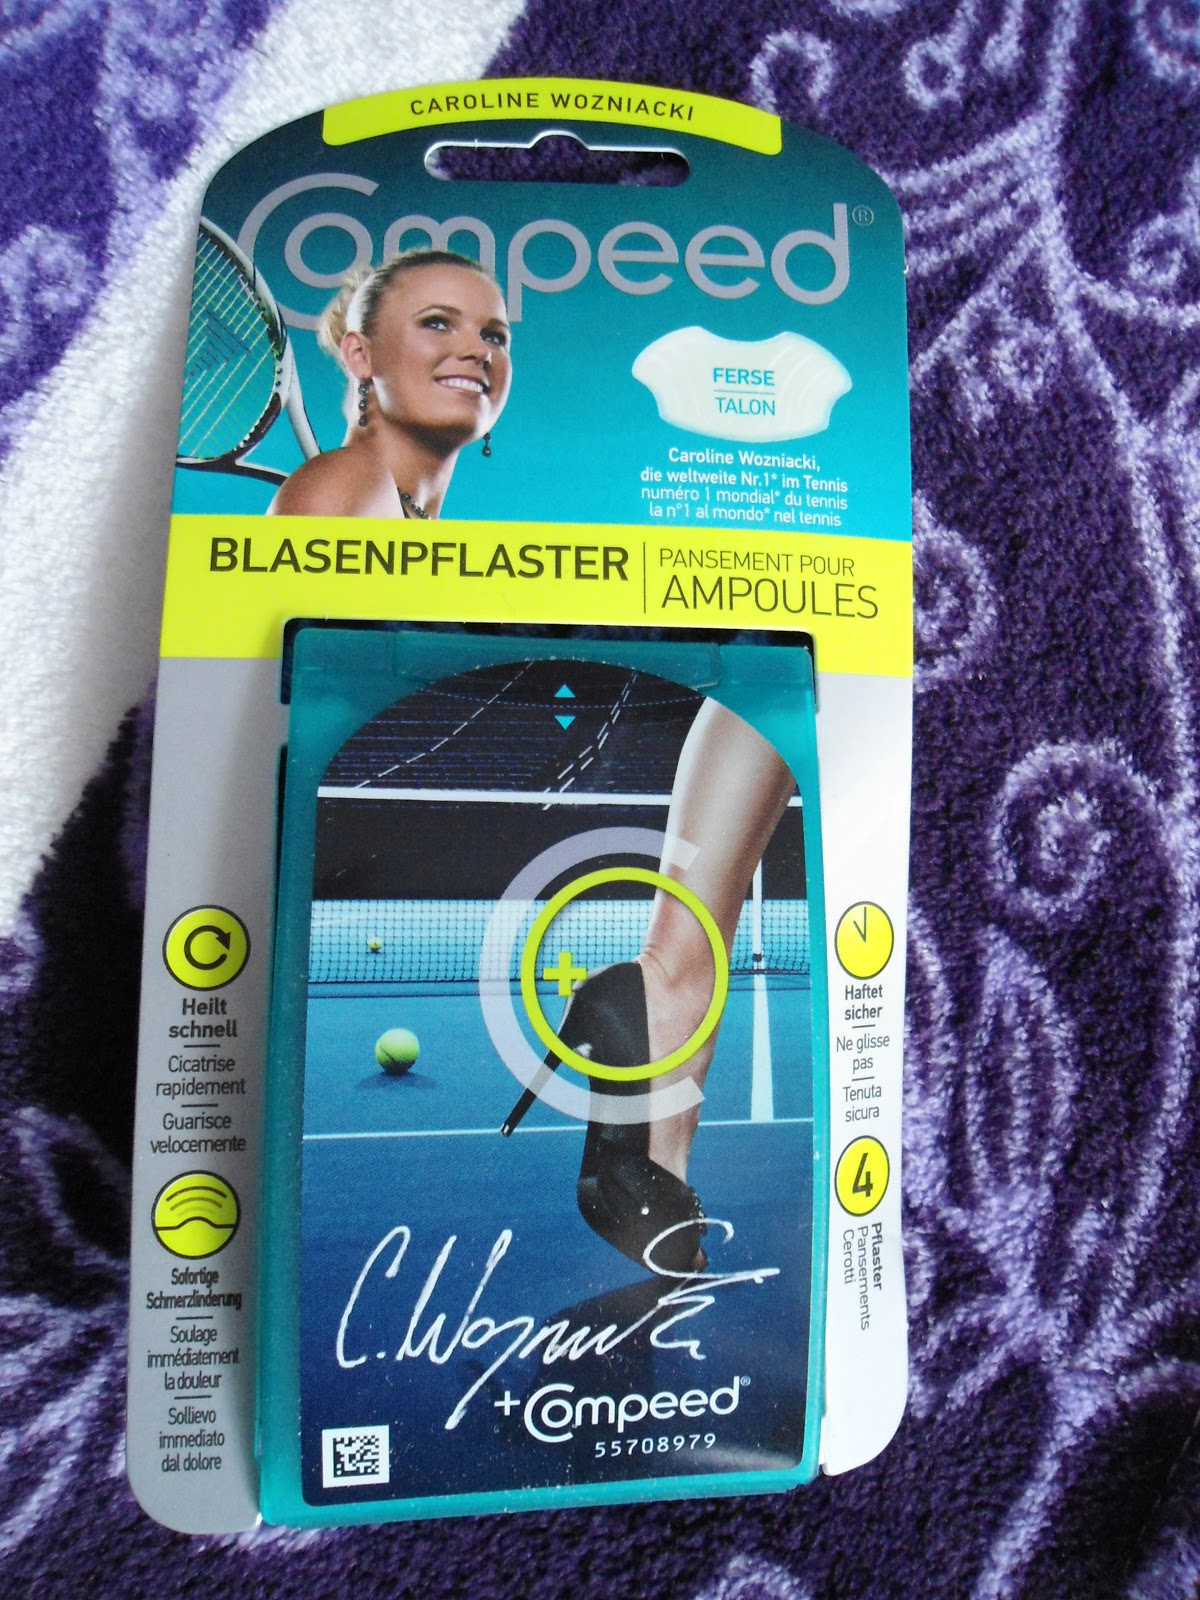 CAROLINE WOZNIACKI
Compeed®
FERSE
TALON
Caroline Wozniacki,
die weltweite Nr.1* im Tennis
numéro 1 mondial* du tennis
la n°1 al mondo* nel tennis
BLASENPFLASTER
PANSEMENT POUR
AMPOULES
Heilt
schnell
Cicatrise
rapidement
Guarisce
velocemente
Sofortige
Schmerzlinderung
Soulage
immédiatement
la douleur
Sollievo
immediato
dal dolore
Haftet
sicher
Ne glisse
pas
Tenuta
sicura
4
Pflaster
Pansements
Cerotti
C. Wozniacki
+Compeed®
55708979